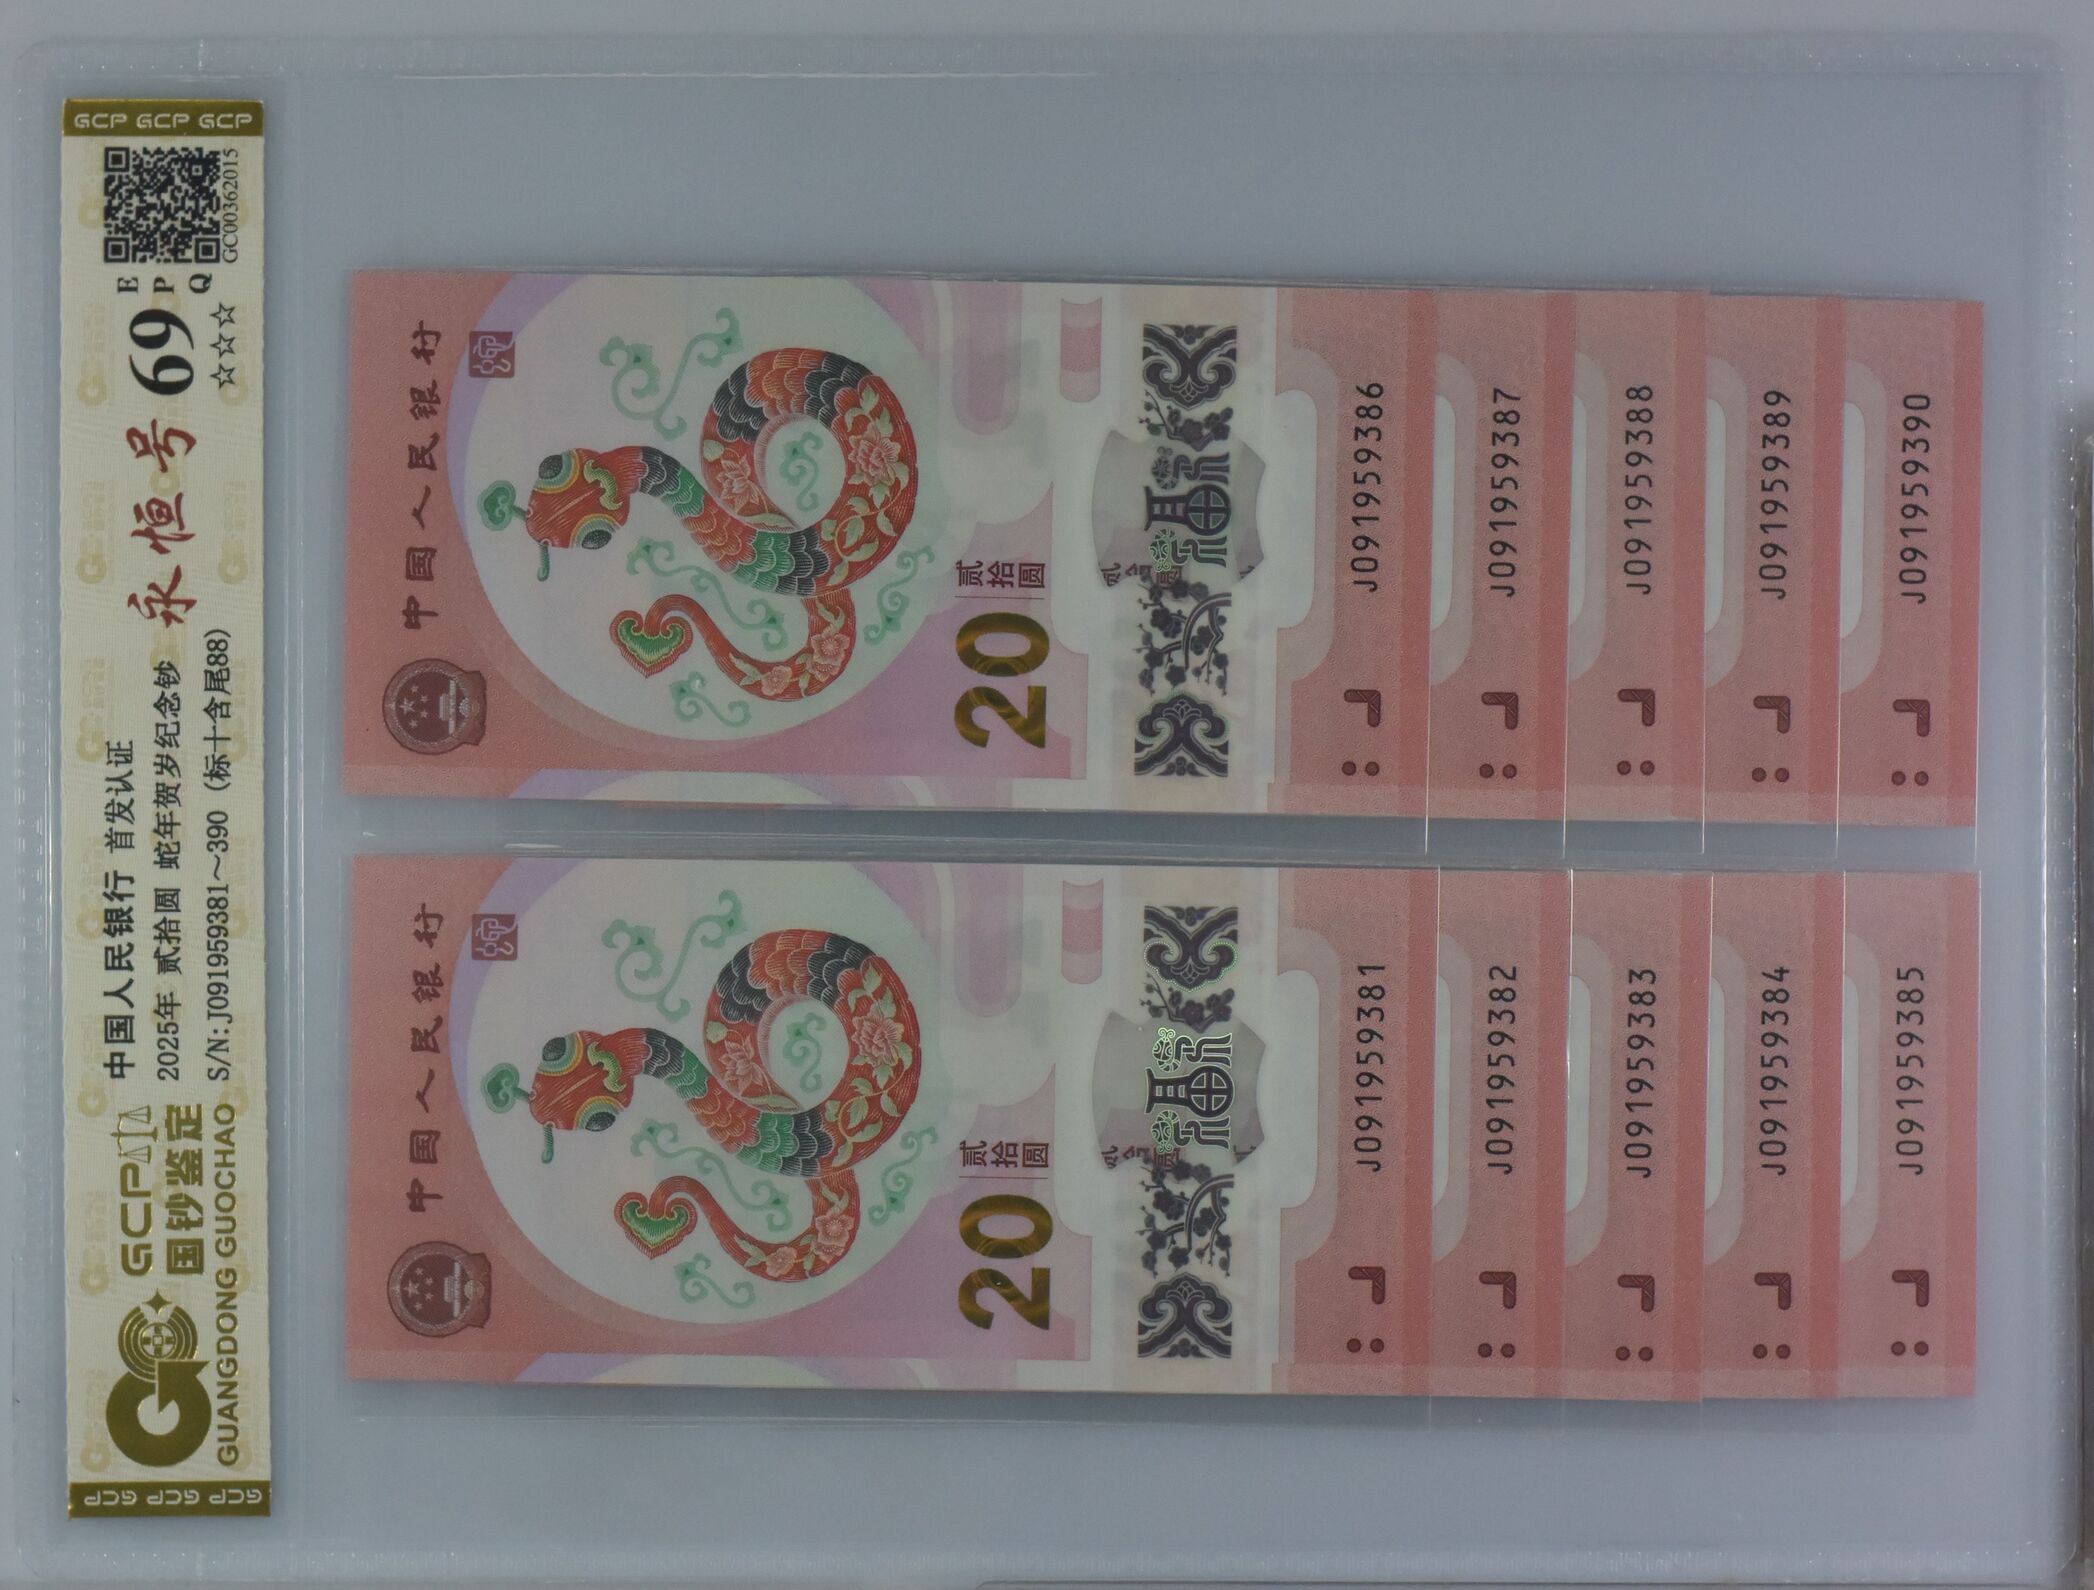 GCP GCP GCP
GCP
国钞鉴定
GUANGDONG GUOCHAO
中国人民银行 首发认证
2025年 贰拾圆 蛇年贺岁纪念钞
S/N:J091959381～390（标十含尾88）
永恒号
69
E
P
Q
☆☆☆☆
GC00362015
GCP GCP GCP
中国人民银行
20
贰拾圆
福
J091959381
J091959382
J091959383
J091959384
J091959385
中国人民银行
20
贰拾圆
福
J091959386
J091959387
J091959388
J091959389
J091959390